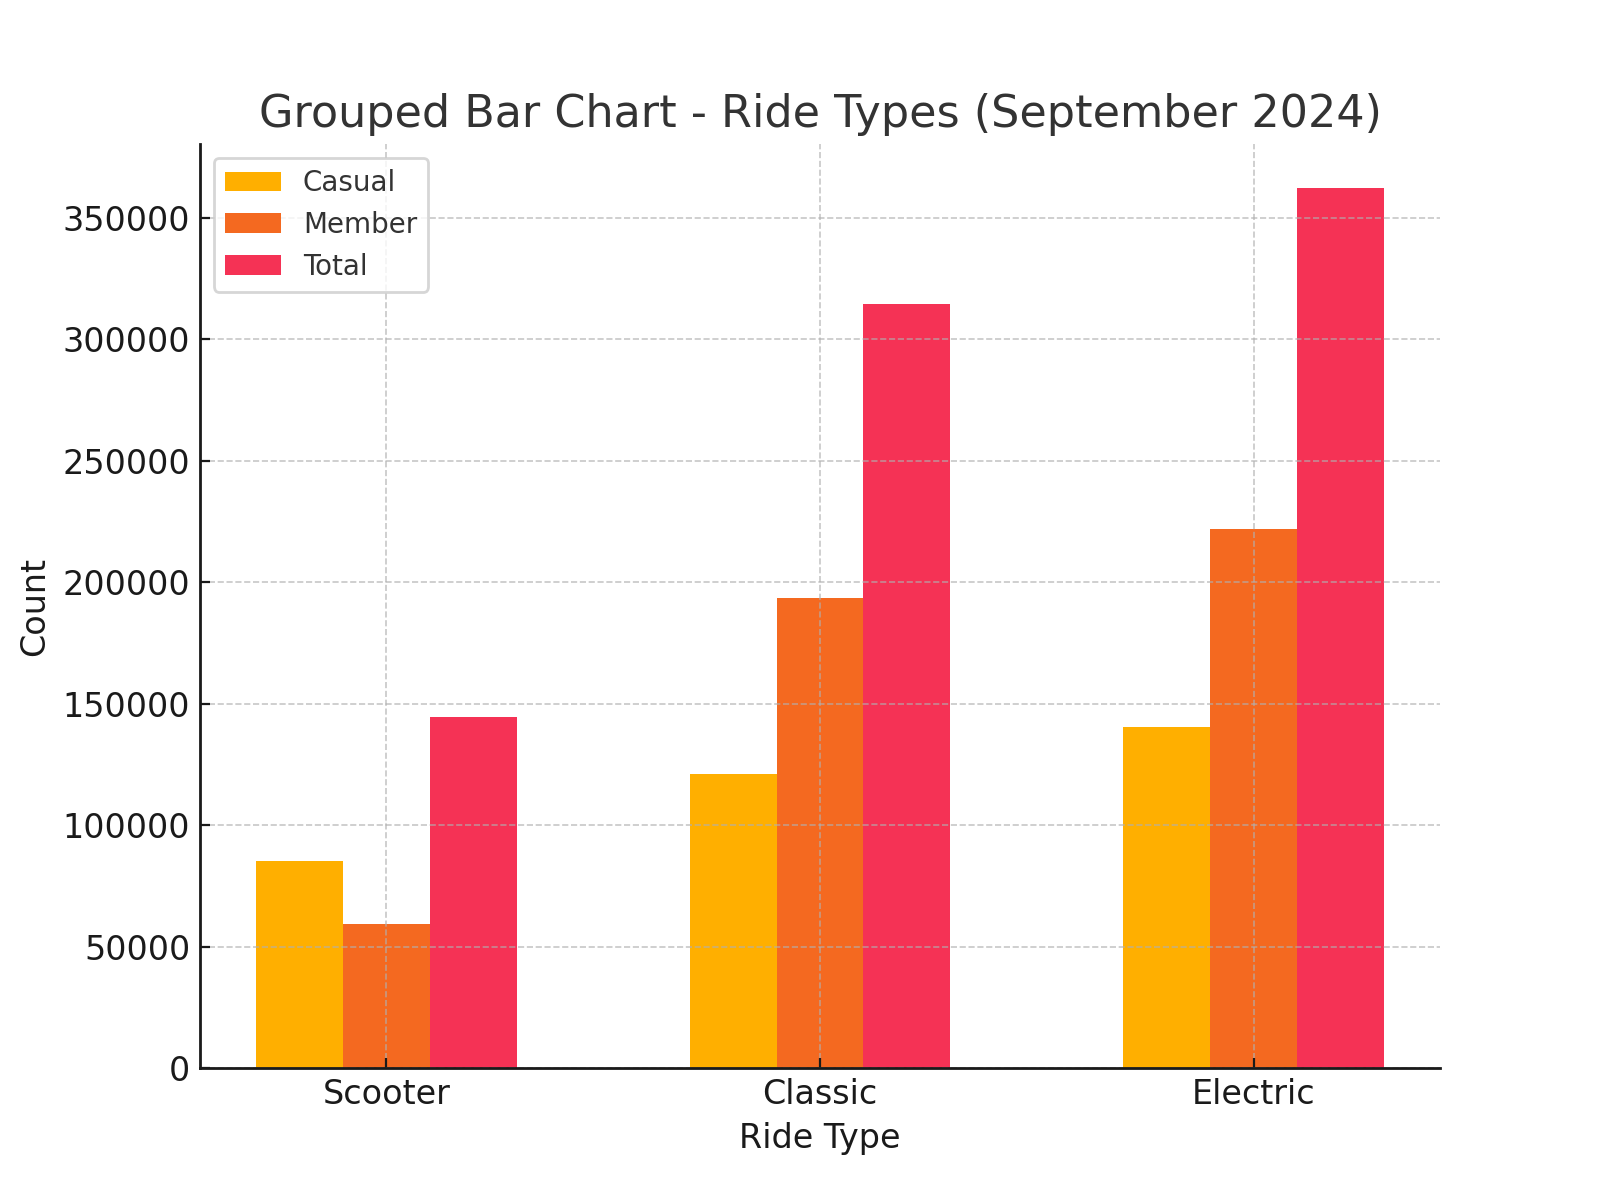 Grouped Bar Chart - Ride Types (September 2024)
Casual
Member
Total
350000
300000
250000
200000
150000
100000
50000
0
Count
Scooter Classic Electric
Ride Type